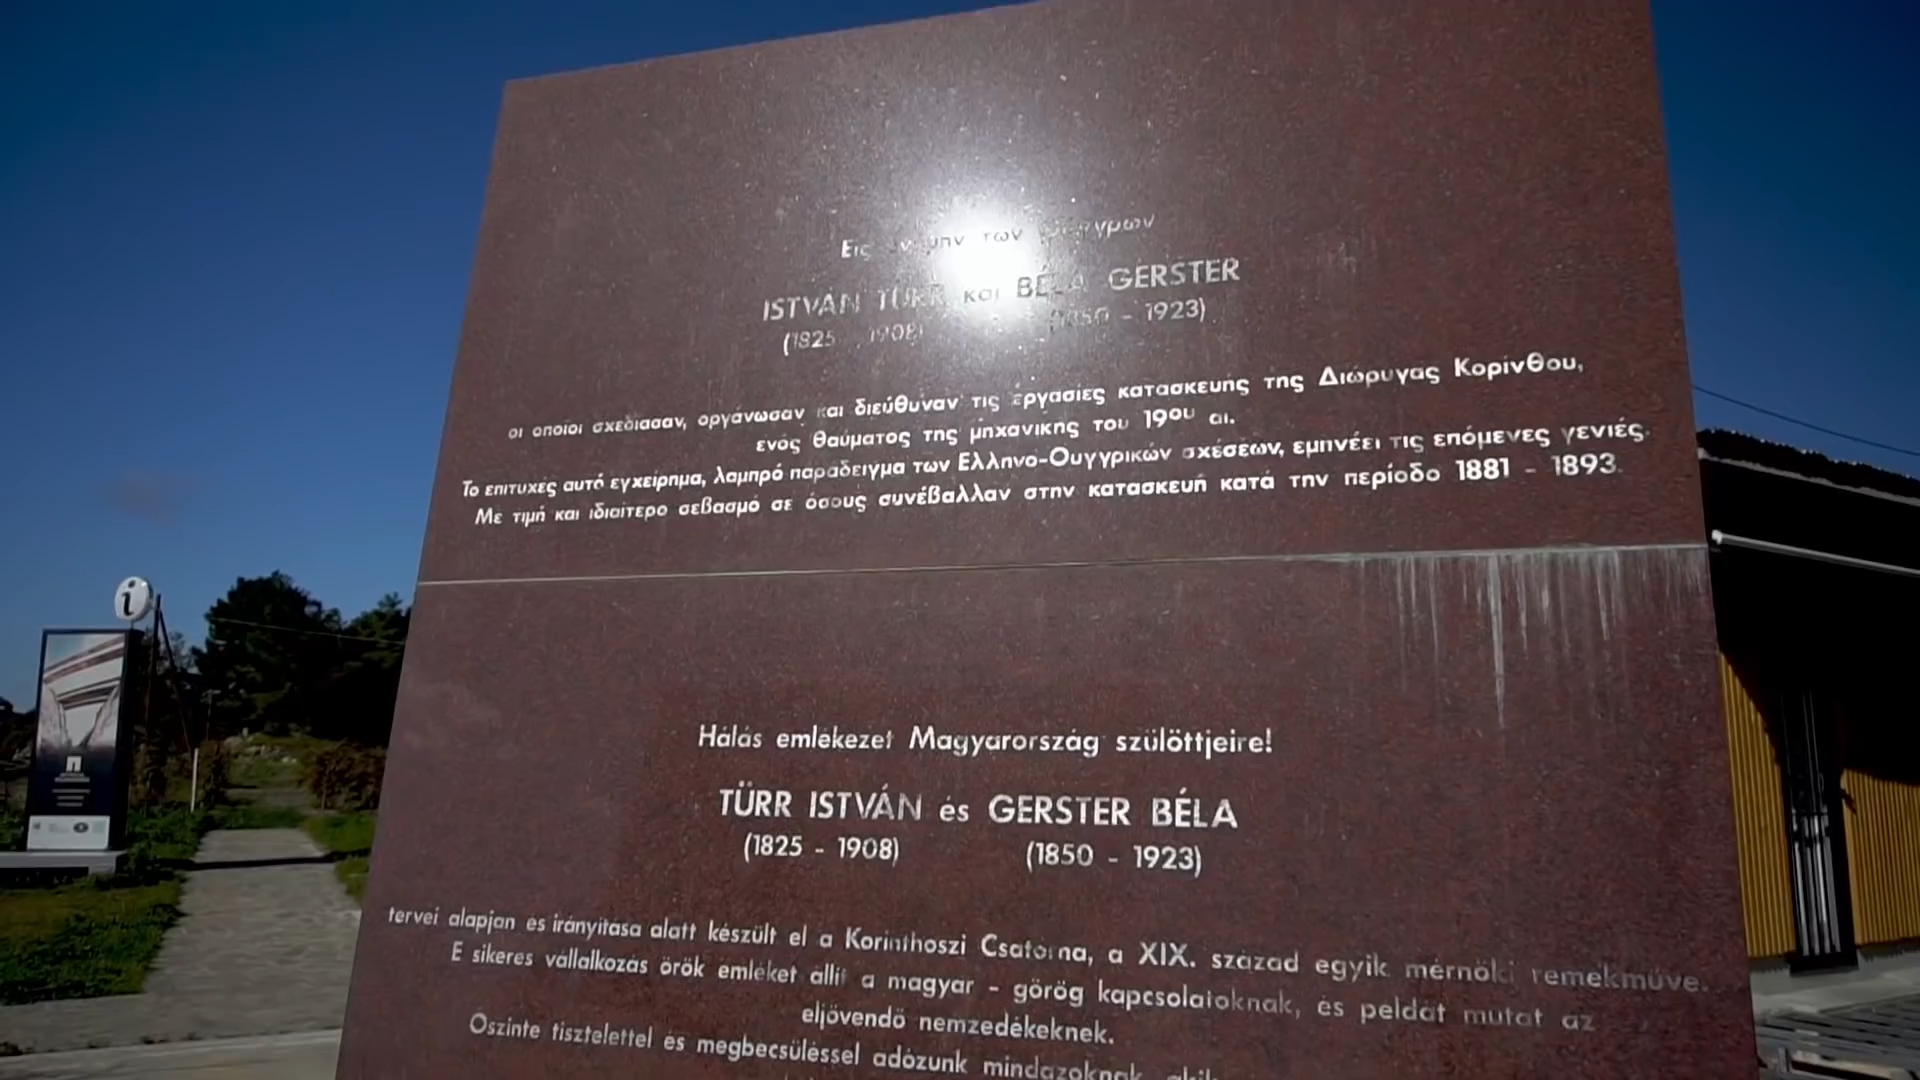 Εις των
ISTVÁN TÜRR και BÉLA GERSTER
(1825 1908) (1850 - 1923)
οι οποίοι σχεδίασαν, οργάνωσαν και διεύθυναν τις εργασίες κατασκευής της Διώρυγας Κορίνθου,
ενός θαύματος της μηχανικής του 19ου αι.
Το επιτυχές αυτό εγχείρημα, λαμπρό παράδειγμα των Ελληνο-Ουγγρικών σχέσεων, εμπνέει τις επόμενες γενιές.
Με τιμή και ιδιαίτερο σεβασμό σε όσους συνέβαλλαν στην κατασκευή κατά την περίοδο 1881 - 1893.
i
Hálás emlékezet Magyarország szülöttjeire!
TÜRR ISTVÁN és GERSTER BÉLA
(1825 - 1908) (1850 - 1923)
tervei alapján és irányítása alatt készült el a Korinthoszi Csatorna, a XIX. század egyik mérnöki remekműve.
E sikeres vállalkozás örök emléket állít a magyar - görög kapcsolatoknak, és példát mutat az
eljövendő nemzedékeknek.
Őszinte tisztelettel és megbecsüléssel adózunk mindazoknak,